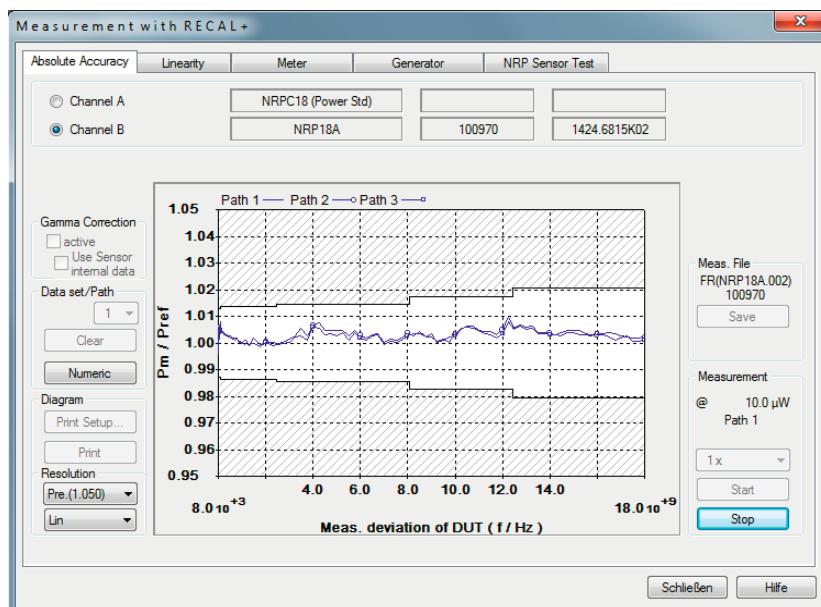 Measurement with RECAL+
Absolute Accuracy Linearity Meter Generator NRP Sensor Test
Channel A NRPC18 (Power Std)
Channel B NRP18A 100970 1424.6815K02
Gamma Correction
active
Use Sensor
internal data
Data set/Path
1
Clear
Numeric
Diagram
Print Setup...
Print
Resolution
Pre.(1.050)
Lin
Path 1 Path 2 Path 3
Pm / Pref
1.05
1.04
1.03
1.02
1.01
1.00
0.99
0.98
0.97
0.96
0.95
4.0 6.0 8.0 10.0 12.0 14.0
8.0 10 +3 18.0 10 +9
Meas. deviation of DUT ( f / Hz )
Meas. File
FR(NRP18A.002)
100970
Save
Measurement
@ 10.0 µW
Path 1
1 x
Start
Stop
Schließen Hilfe